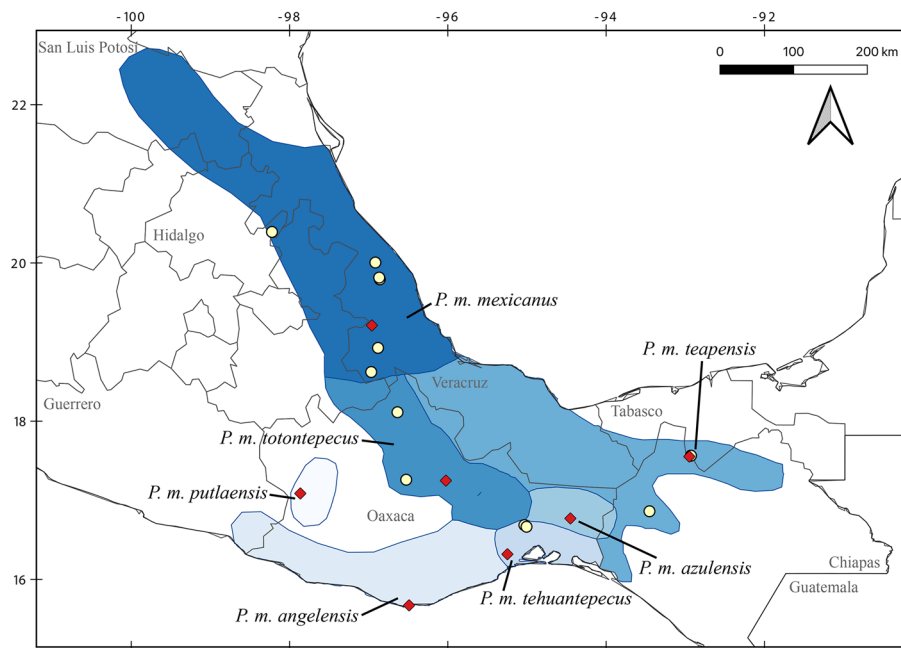 -100 -98 -96 -94 -92
San Luis Potosí
0 100 200 km
22
Hidalgo
20
P. m. mexicanus
P. m. teapensis
Veracruz
Guerrero
Tabasco
18
P. m. totontepecus
P. m. putlaensis
Oaxaca
Chiapas
P. m. azulensis
16
Guatemala
P. m. tehuantepecus
P. m. angelensis